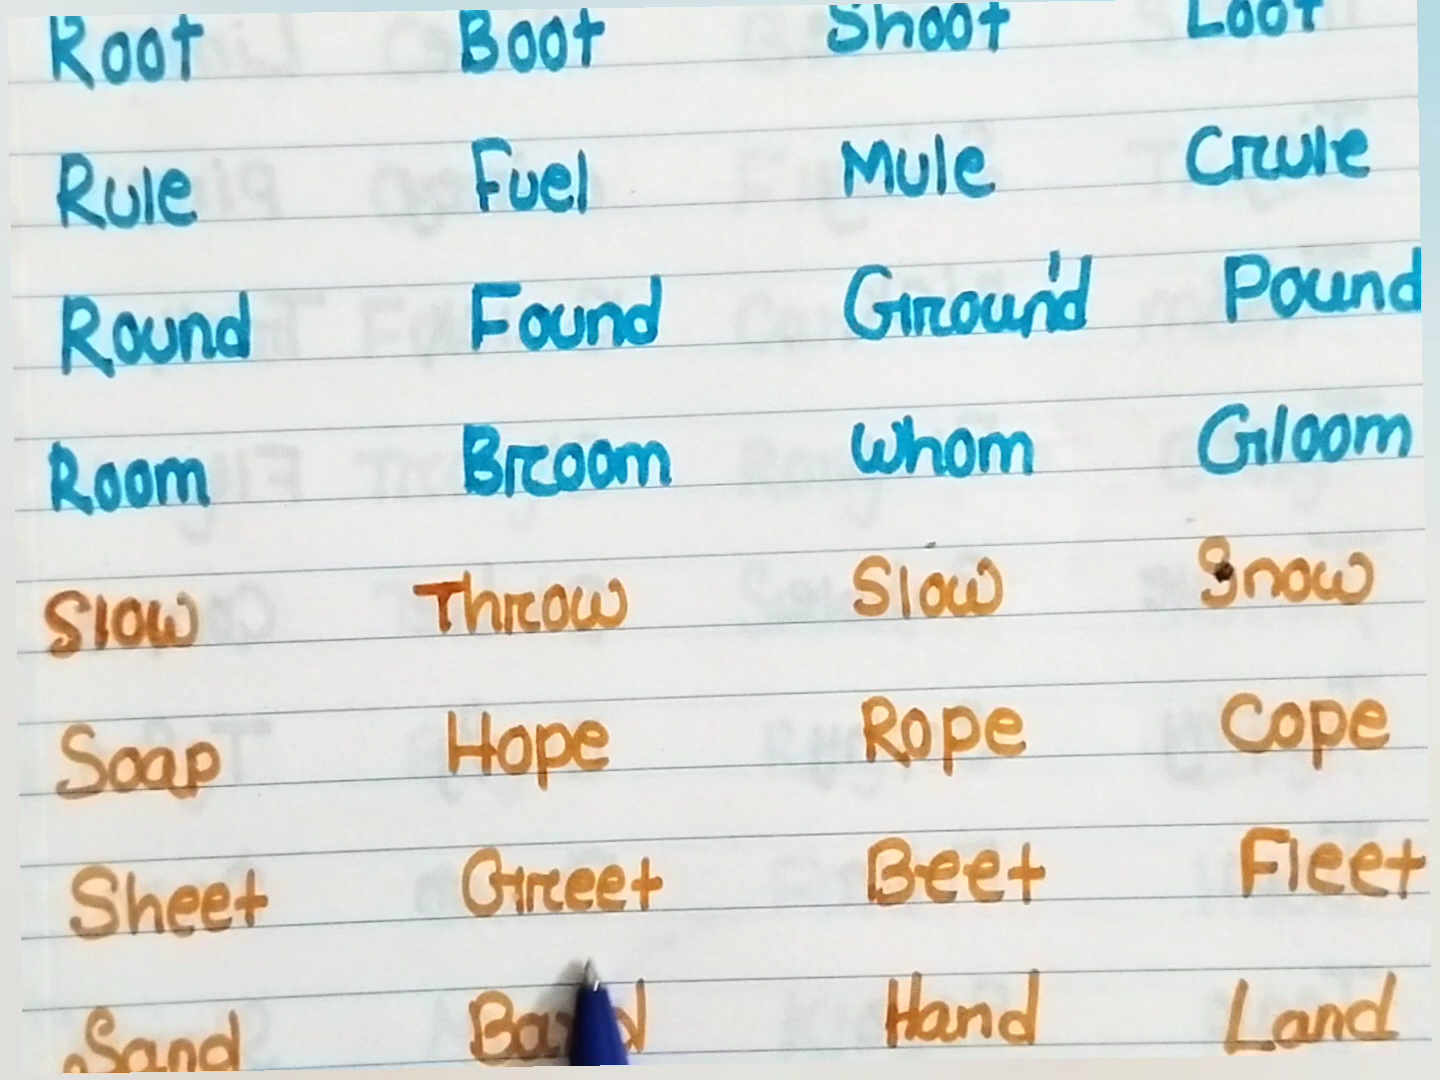 Root Boot Shoot Loot
Rule Fuel Mule Crule
Round Found Ground Pound
Room Broom Whom Gloom
Slow Throw Slow Snow
Soap Hope Rope Cope
Sheet Greet Beet Fleet
Sand Band Hand Land